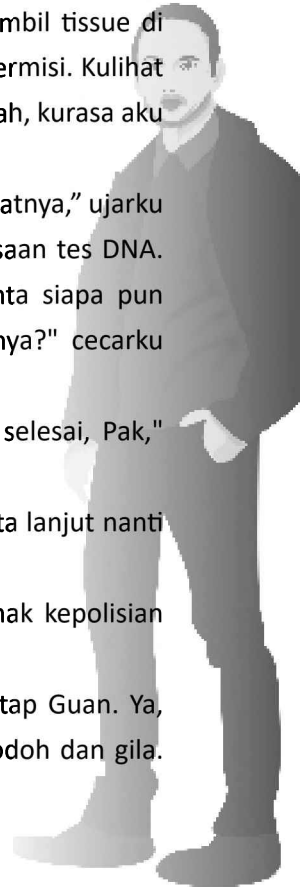 mbil tissue di
ermisi. Kulihat
ah, kurasa aku
atnya,” ujarku
saan tes DNA.
nta siapa pun
nya?" cecarku
selesai, Pak,"
ta lanjut nanti
nak kepolisian
tap Guan. Ya,
odoh dan gila.